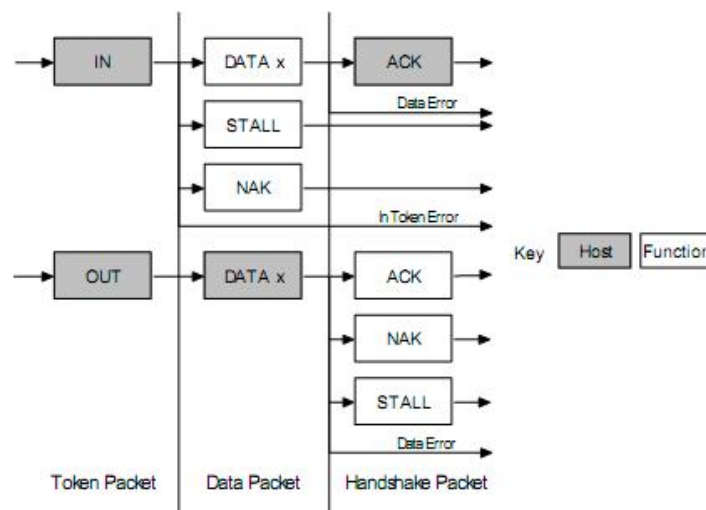 IN
DATA x
ACK
Data Error
STALL
NAK
In Token Error
Key
Host
Function
OUT
DATA x
ACK
NAK
STALL
Data Error
Token Packet
Data Packet
Handshake Packet